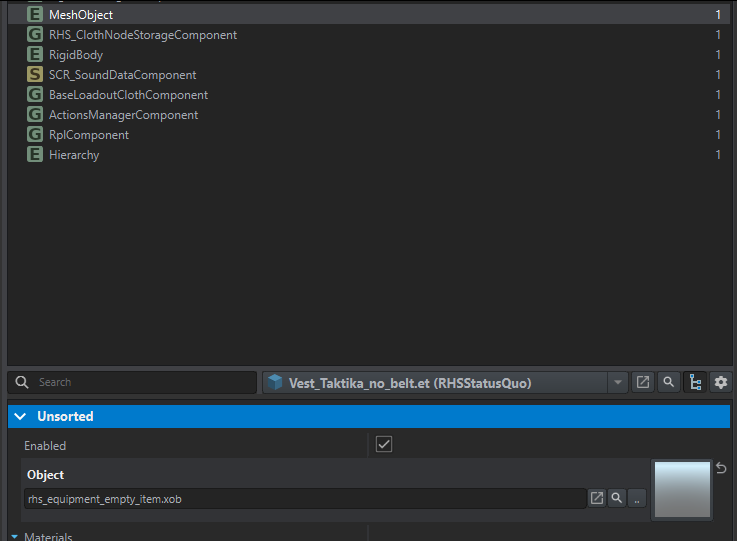 E MeshObject 1
G RHS_ClothNodeStorageComponent 1
E RigidBody 1
S SCR_SoundDataComponent 1
G BaseLoadoutClothComponent 1
G ActionsManagerComponent 1
G RplComponent 1
E Hierarchy 1
Search
Vest_Taktika_no_belt.et (RHSStatusQuo)
Unsorted
Enabled
Object
rhs_equipment_empty_item.xob
..
Materials